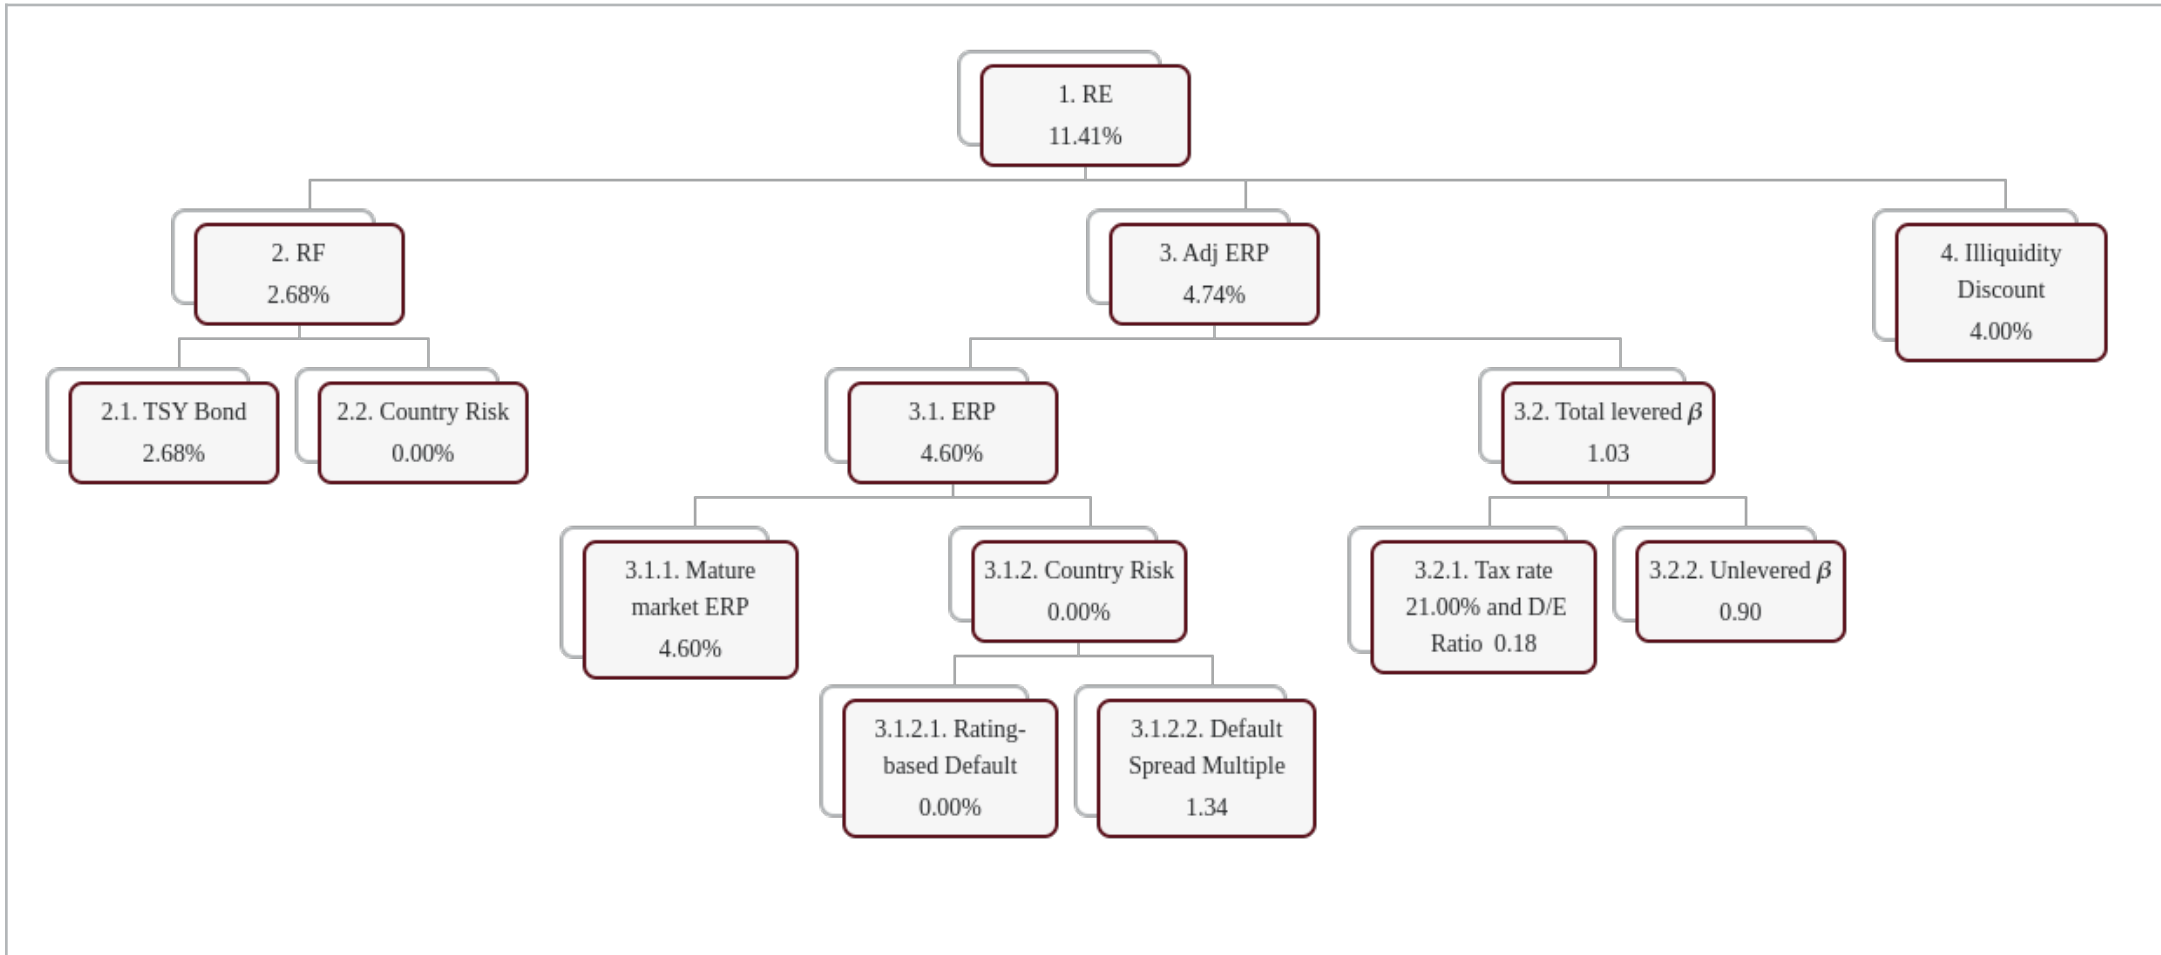 1. RE
11.41%
2. RF
2.68%
3. Adj ERP
4.74%
4. Illiquidity
Discount
4.00%
2.1. TSY Bond
2.68%
2.2. Country Risk
0.00%
3.1. ERP
4.60%
3.2. Total levered β
1.03
3.1.1. Mature
market ERP
4.60%
3.1.2. Country Risk
0.00%
3.2.1. Tax rate
21.00% and D/E
Ratio 0.18
3.2.2. Unlevered β
0.90
3.1.2.1. Rating-
based Default
0.00%
3.1.2.2. Default
Spread Multiple
1.34